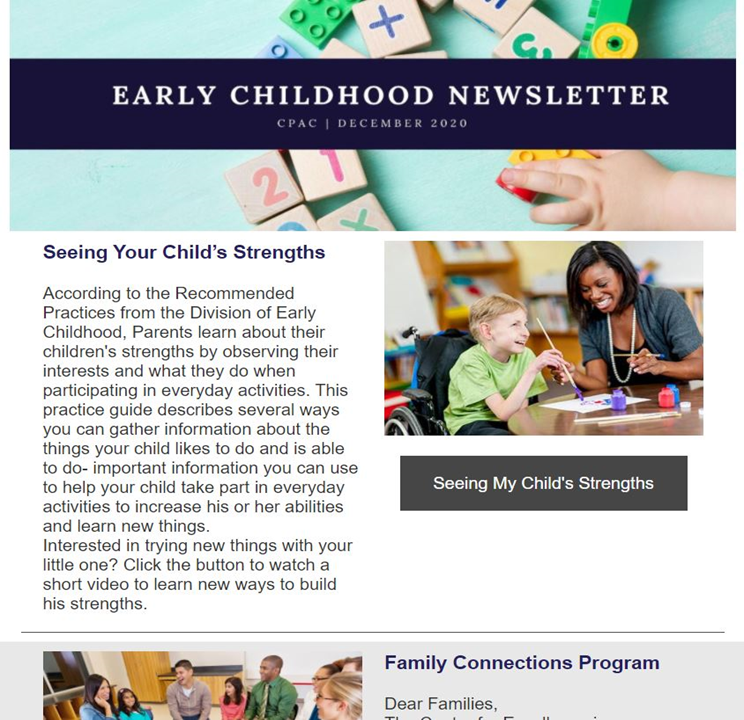 EARLY CHILDHOOD NEWSLETTER
CPAC | DECEMBER 2020
2
1
3
Seeing Your Child’s Strengths
According to the Recommended
Practices from the Division of Early
Childhood, Parents learn about their
children's strengths by observing their
interests and what they do when
participating in everyday activities. This
practice guide describes several ways
you can gather information about the
things your child likes to do and is able
to do- important information you can use
to help your child take part in everyday
activities to increase his or her abilities
and learn new things.
Interested in trying new things with your
little one? Click the button to watch a
short video to learn new ways to build
his strengths.
Seeing My Child's Strengths
Family Connections Program
Dear Families,